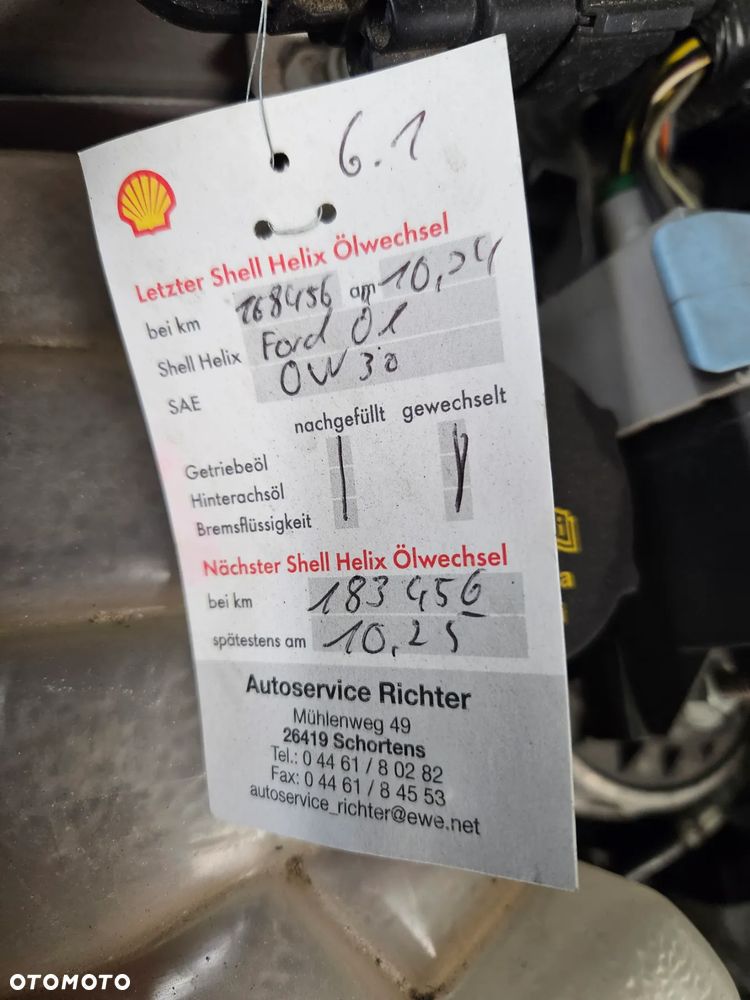 6.1
Letzter Shell Helix Ölwechsel
bei km 168456 am 10,24
Shell Helix Ford Öl
SAE 0W30
nachgefüllt gewechselt
Getriebeöl
Hinterachsöl
Bremsflüssigkeit
Nächster Shell Helix Ölwechsel
bei km 183456
spätestens am 10,25
Autoservice Richter
Mühlenweg 49
26419 Schortens
Tel.: 0 44 61 / 8 02 82
Fax: 0 44 61 / 8 45 53
autoservice_richter@ewe.net
OTOMOTO